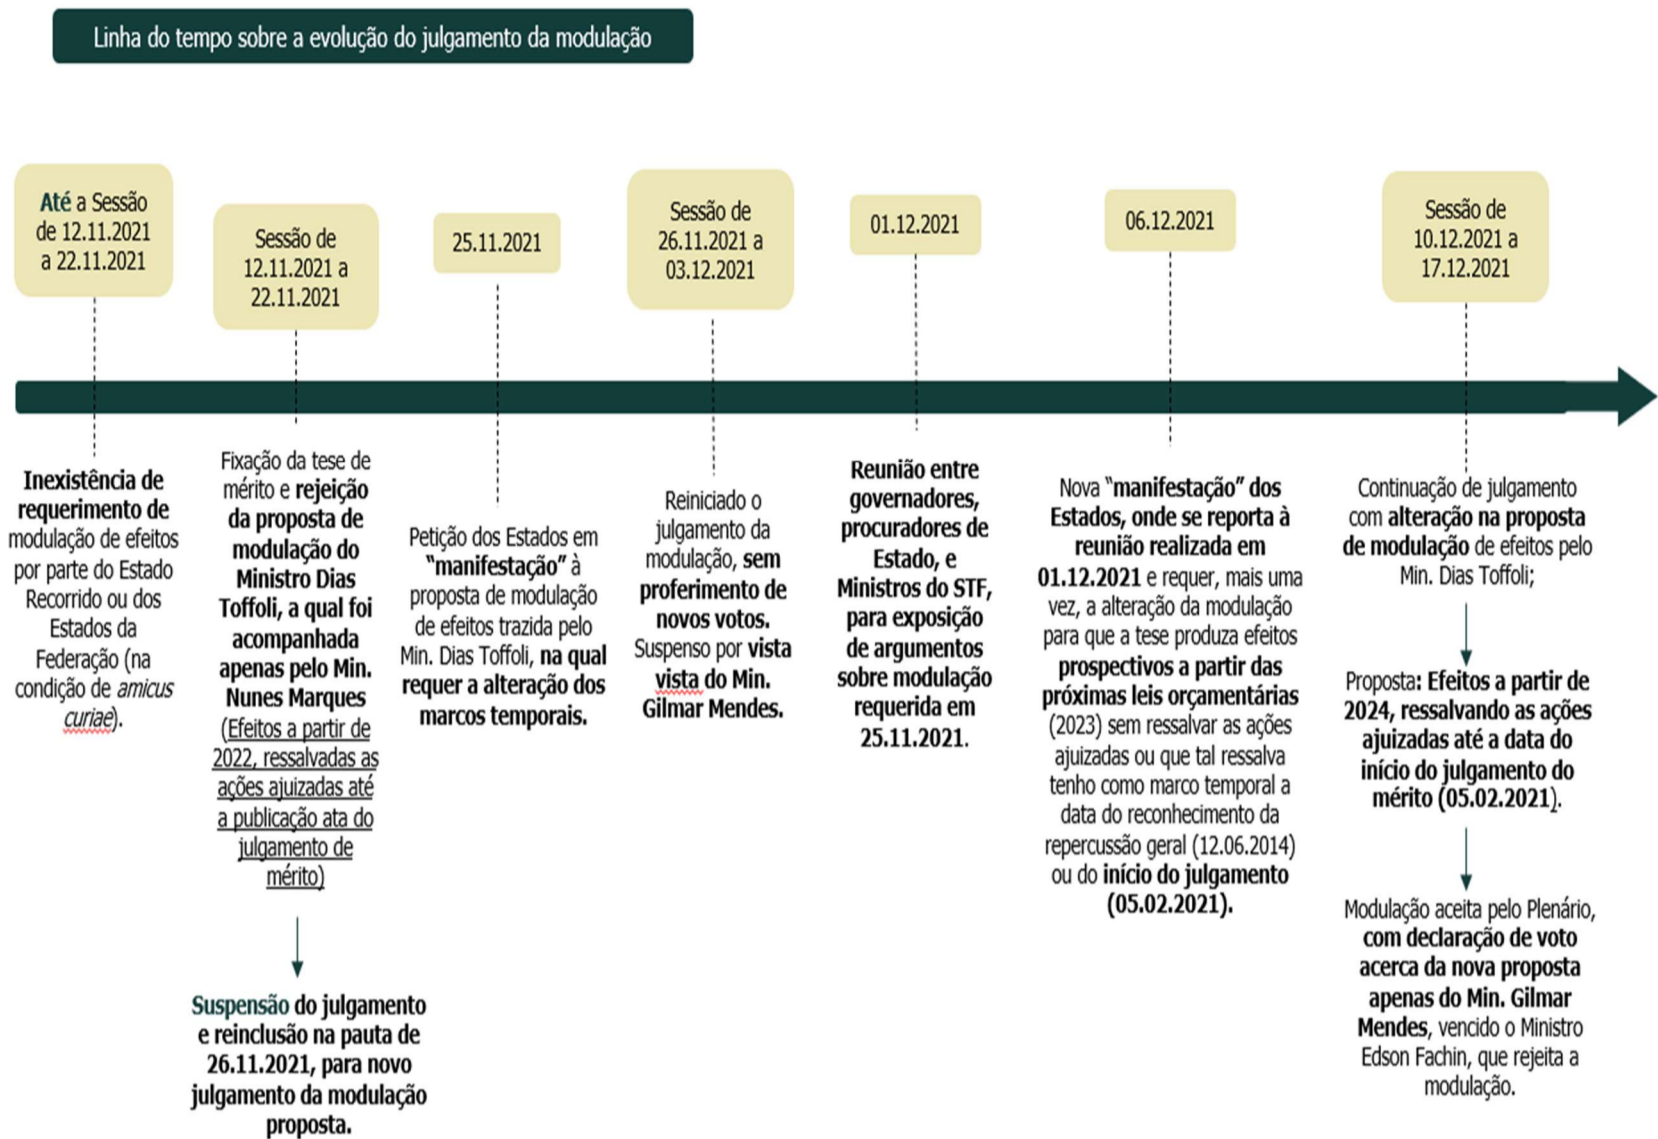 Linha do tempo sobre a evolução do julgamento da modulação
Até a Sessão
de 12.11.2021
a 22.11.2021
Inexistência de
requerimento de
modulação de efeitos
por parte do Estado
Recorrido ou dos
Estados da
Federação (na
condição de amicus
curiae).
Sessão de
12.11.2021 a
22.11.2021
Fixação da tese de
mérito e rejeição
da proposta de
modulação do
Ministro Dias
Toffoli, a qual foi
acompanhada
apenas pelo Min.
Nunes Marques
(Efeitos a partir de
2022, ressalvadas as
ações ajuizadas até
a publicação ata do
julgamento de
mérito)
Suspensão do julgamento
e reinclusão na pauta de
26.11.2021, para novo
julgamento da modulação
proposta.
25.11.2021
Petição dos Estados em
“manifestação” à
proposta de modulação
de efeitos trazida pelo
Min. Dias Toffoli, na qual
requer a alteração dos
marcos temporais.
Sessão de
26.11.2021 a
03.12.2021
Reiniciado o
julgamento da
modulação, sem
proferimento de
novos votos.
Suspenso por vista
vista do Min.
Gilmar Mendes.
01.12.2021
Reunião entre
governadores,
procuradores de
Estado, e
Ministros do STF,
para exposição
de argumentos
sobre modulação
requerida em
25.11.2021.
06.12.2021
Nova “manifestação” dos
Estados, onde se reporta à
reunião realizada em
01.12.2021 e requer, mais uma
vez, a alteração da modulação
para que a tese produza efeitos
prospectivos a partir das
próximas leis orçamentárias
(2023) sem ressalvar as ações
ajuizadas ou que tal ressalva
tenho como marco temporal a
data do reconhecimento da
repercussão geral (12.06.2014)
ou do início do julgamento
(05.02.2021).
Sessão de
10.12.2021 a
17.12.2021
Continuação de julgamento
com alteração na proposta
de modulação de efeitos pelo
Min. Dias Toffoli;
Proposta: Efeitos a partir de
2024, ressalvando as ações
ajuizadas até a data do
início do julgamento do
mérito (05.02.2021).
Modulação aceita pelo Plenário,
com declaração de voto
acerca da nova proposta
apenas do Min. Gilmar
Mendes, vencido o Ministro
Edson Fachin, que rejeita a
modulação.